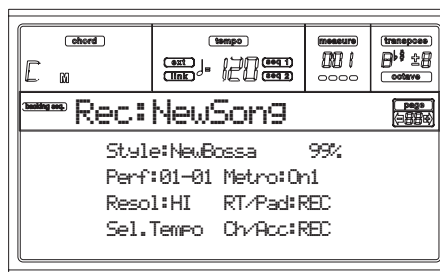 chord tempo measure transpose
C M ext link ♩= 120 seq 1 seq 2 001 octave
backing seq. Rec:NewSong page
Style:NewBossa 99%
Perf:01-01 Metro:On1
Resol:HI RT/Pad:REC
Sel.Tempo Ch/Acc:REC